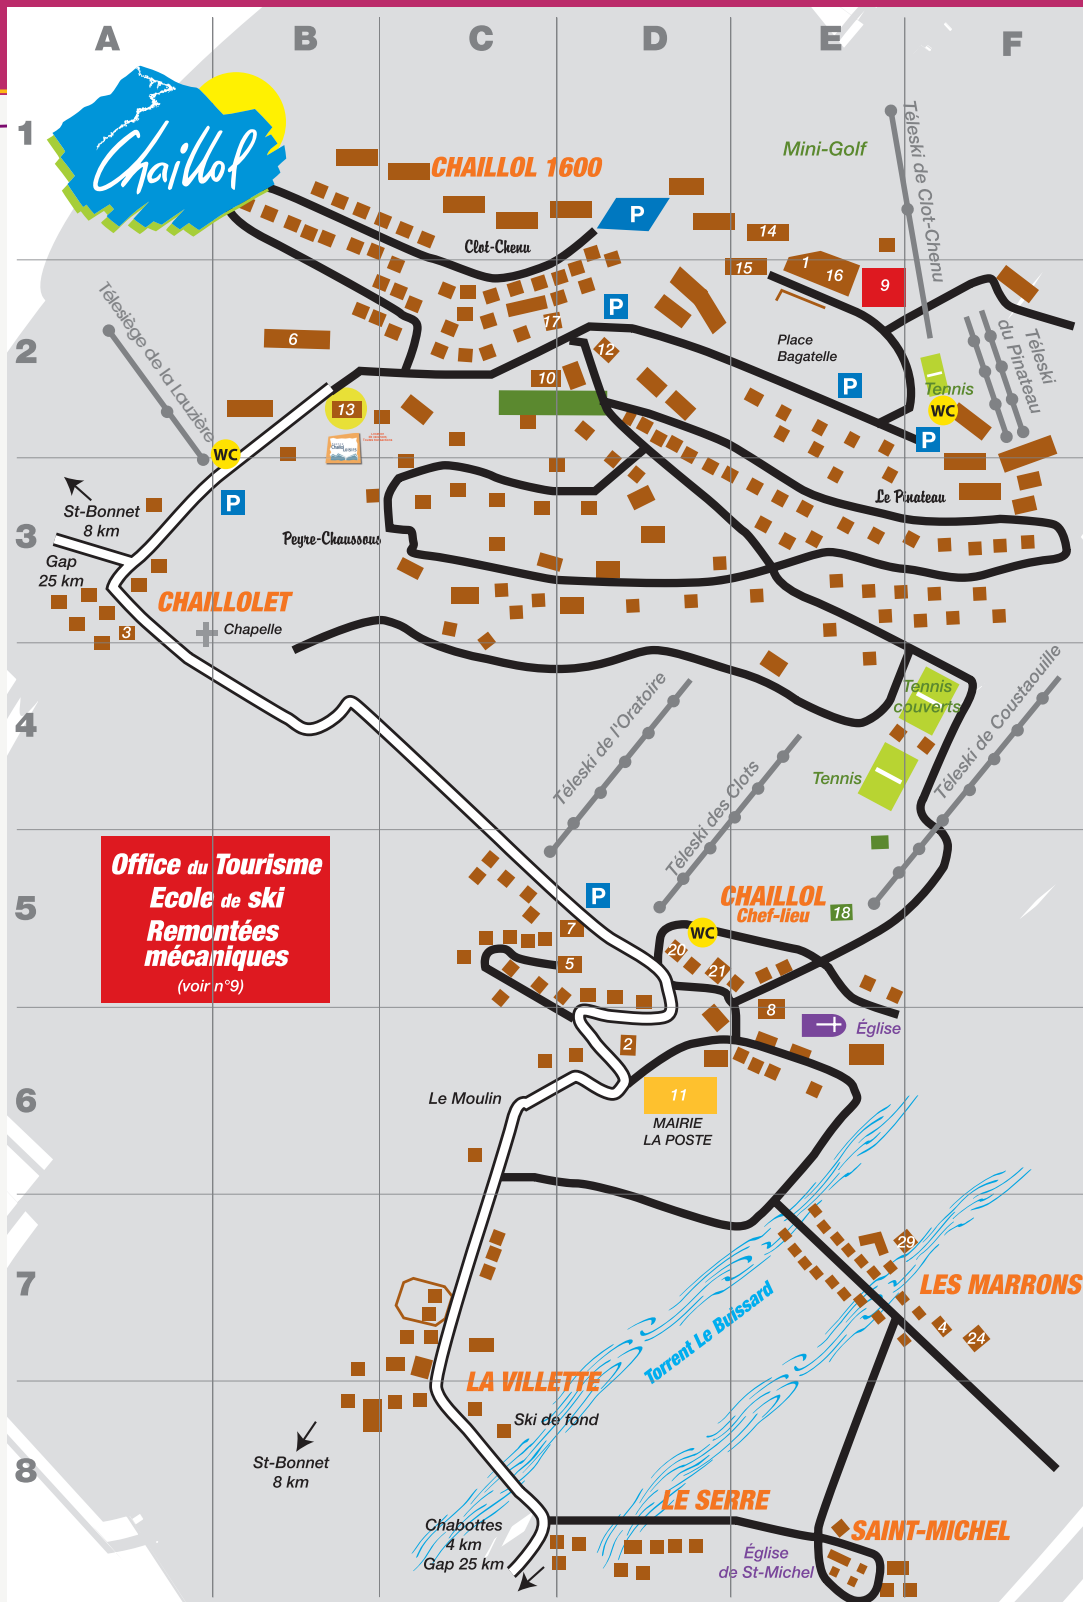 A
B
C
D
E
F
1
Chaillol
CHAILLOL 1600
Mini-Golf
Téleski de Clot-Chenu
P
14
Clot-Chenu
15
1
16
9
Télesiège de la Lauzière
2
6
17
P
12
Place
Bagatelle
Téleski
du Pinateau
10
P
Tennis
13
WC
P
WC
P
Le Pinateau
St-Bonnet
8 km
3
Peyre-Chaussous
Gap
25 km
CHAILLOLET
3
Chapelle
4
Téleski de l'Oratoire
Tennis
couverts
Téleski de Coustaouille
Téleski des Clots
Tennis
Office du Tourisme
Ecole de ski
Remontées
mécaniques
(voir n°9)
5
P
CHAILLOL
Chef-lieu
18
7
WC
20
21
5
8
Église
2
6
Le Moulin
11
MAIRIE
LA POSTE
7
29
LES MARRONS
4
24
Torrent Le Buissard
LA VILLETTE
Ski de fond
St-Bonnet
8 km
8
LE SERRE
Chabottes
4 km
Gap 25 km
SAINT-MICHEL
Église
de St-Michel